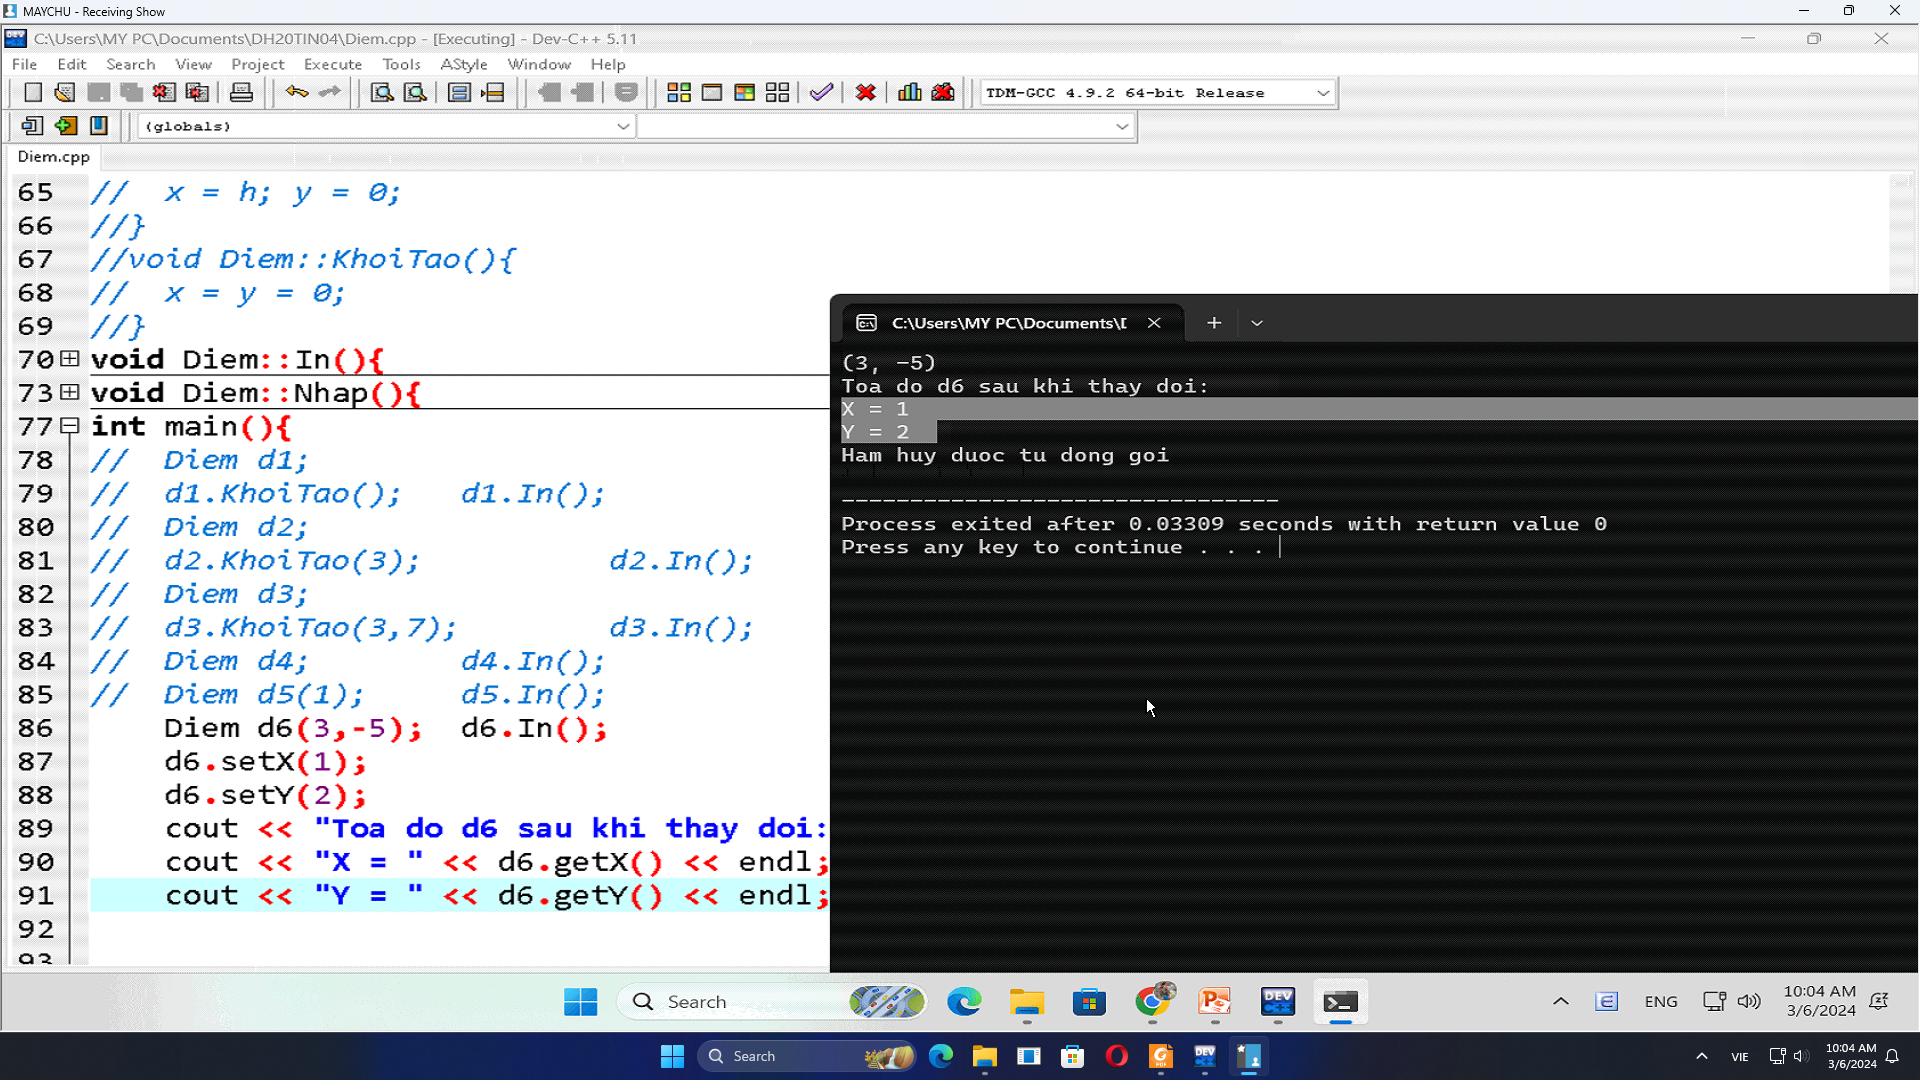 MAYCHU - Receiving Show
C:\Users\MY PC\Documents\DH20TIN04\Diem.cpp - [Executing] - Dev-C++ 5.11
File Edit Search View Project Execute Tools AStyle Window Help
TDM-GCC 4.9.2 64-bit Release
(globals)
Diem.cpp
65 // x = h; y = 0;
66 //}
67 //void Diem::KhoiTao(){
68 // x = y = 0;
69 //}
70 void Diem::In(){
73 void Diem::Nhap(){
77 int main(){
78 // Diem d1;
79 // d1.KhoiTao(); d1.In();
80 // Diem d2;
81 // d2.KhoiTao(3); d2.In();
82 // Diem d3;
83 // d3.KhoiTao(3,7); d3.In();
84 // Diem d4; d4.In();
85 // Diem d5(1); d5.In();
86 Diem d6(3,-5); d6.In();
87 d6.setX(1);
88 d6.setY(2);
89 cout << "Toa do d6 sau khi thay doi:
90 cout << "X = " << d6.getX() << endl;
91 cout << "Y = " << d6.getY() << endl;
92
93
C:\Users\MY PC\Documents\D
(3, -5)
Toa do d6 sau khi thay doi:
X = 1
Y = 2
Ham huy duoc tu dong goi
--------------------------------
Process exited after 0.03309 seconds with return value 0
Press any key to continue . . .
Search
DEV
ENG
10:04 AM
3/6/2024
Search
DEV
VIE
10:04 AM
3/6/2024